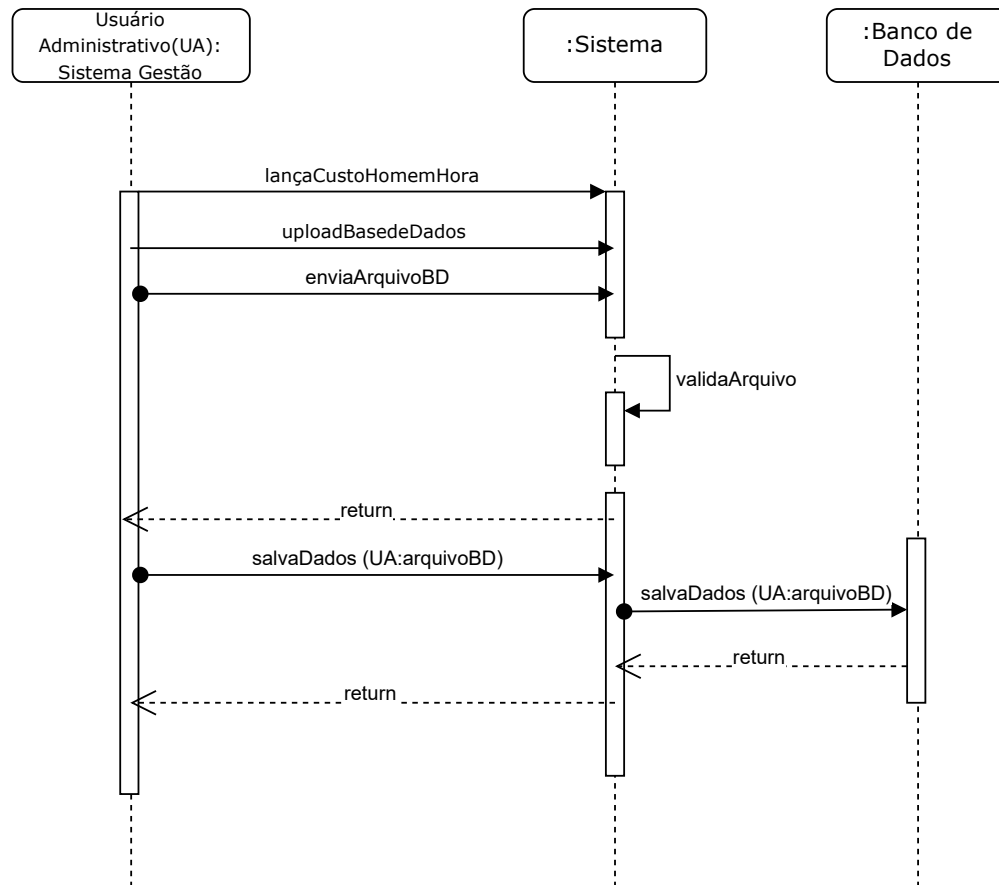 Usuário
Administrativo(UA):
Sistema Gestão
:Sistema
:Banco de
Dados
lançaCustoHomemHora
uploadBasedeDados
enviaArquivoBD
validaArquivo
return
salvaDados (UA:arquivoBD)
salvaDados (UA:arquivoBD)
return
return